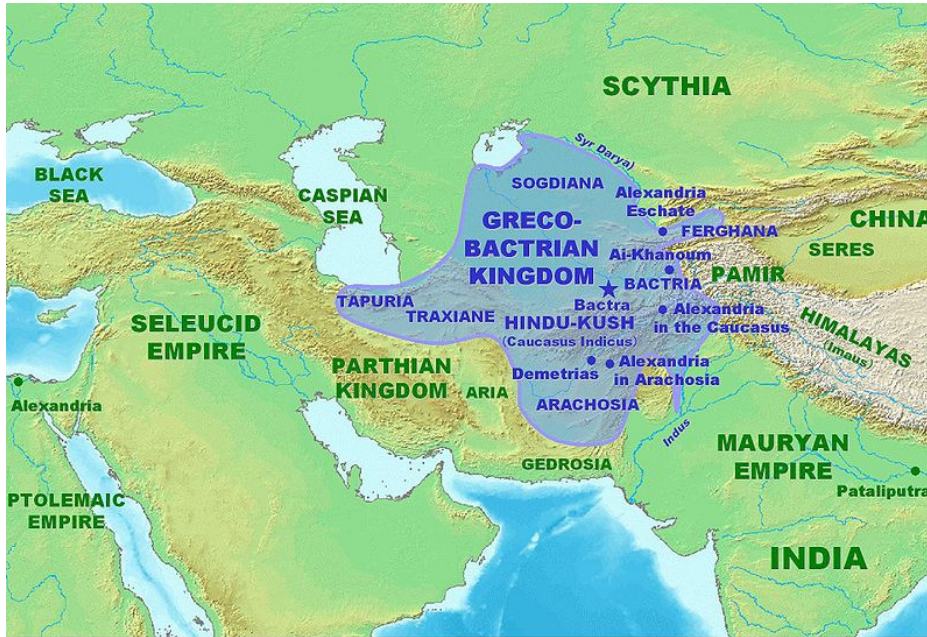 SCYTHIA
Syr Darya)
BLACK
SEA
CASPIAN
SEA
SOGDIANA
Alexandria
Eschate
GRECO-
BACTRIAN
KINGDOM
FERGHANA
CHINA
SERES
Ai-Khanoum
PAMIR
BACTRIA
TAPURIA
TRAXIANE
Bactra
HINDU-KUSH
(Caucasus Indicus)
Alexandria
in the Caucasus
HIMALAYAS
(Imaus)
SELEUCID
EMPIRE
PARTHIAN
KINGDOM
ARIA
Demetrias
Alexandria
in Arachosia
ARACHOSIA
Alexandria
Indus
GEDROSIA
MAURYAN
EMPIRE
Pataliputra
PTOLEMAIC
EMPIRE
INDIA